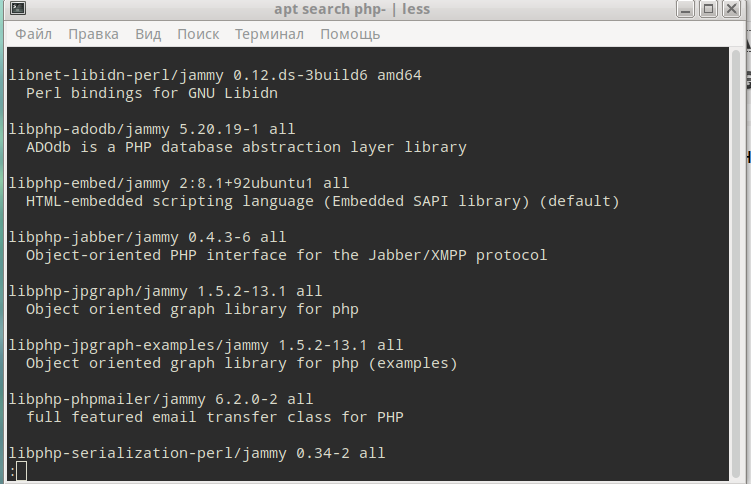 apt search php- | less
Файл Правка Вид Поиск Терминал Помощь
libnet-libidn-perl/jammy 0.12.ds-3build6 amd64
Perl bindings for GNU Libidn
libphp-adodb/jammy 5.20.19-1 all
ADOdb is a PHP database abstraction layer library
libphp-embed/jammy 2:8.1+92ubuntu1 all
HTML-embedded scripting language (Embedded SAPI library) (default)
libphp-jabber/jammy 0.4.3-6 all
Object-oriented PHP interface for the Jabber/XMPP protocol
libphp-jpgraph/jammy 1.5.2-13.1 all
Object oriented graph library for php
libphp-jpgraph-examples/jammy 1.5.2-13.1 all
Object oriented graph library for php (examples)
libphp-phpmailer/jammy 6.2.0-2 all
full featured email transfer class for PHP
libphp-serialization-perl/jammy 0.34-2 all
: